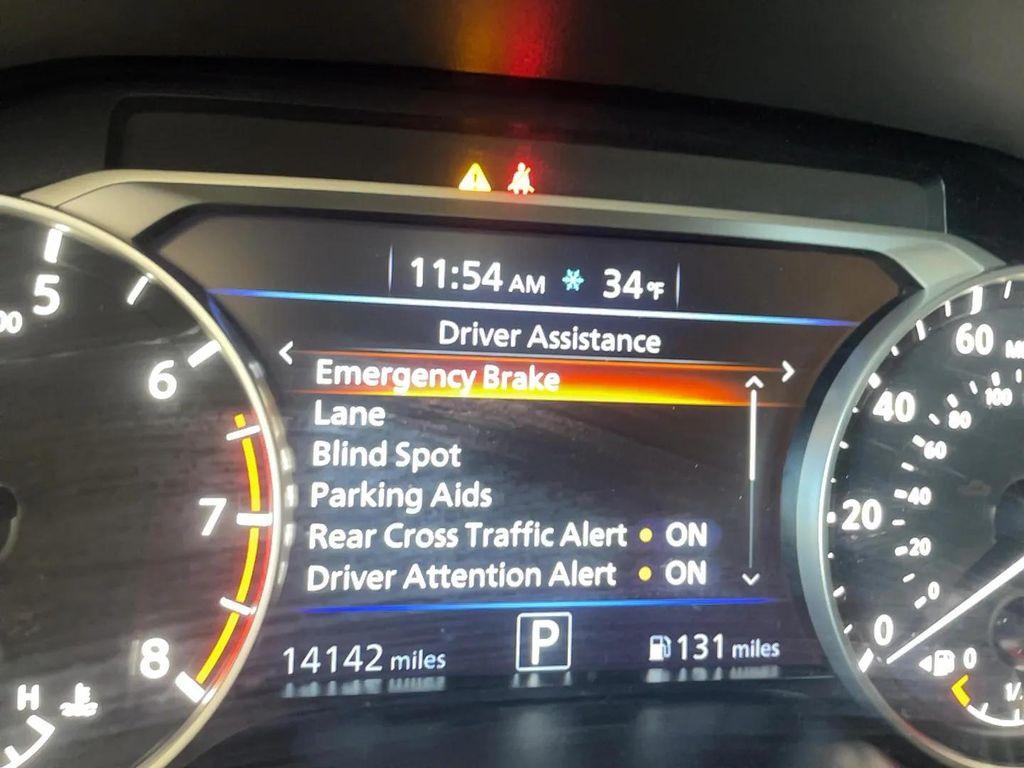 11:54 AM 34°F
Driver Assistance
Emergency Brake
Lane
Blind Spot
Parking Aids
Rear Cross Traffic Alert • ON
Driver Attention Alert • ON
14142 miles P 131 miles
5
6
7
8
H
60
40
20
0
100
80
60
40
20
0
0